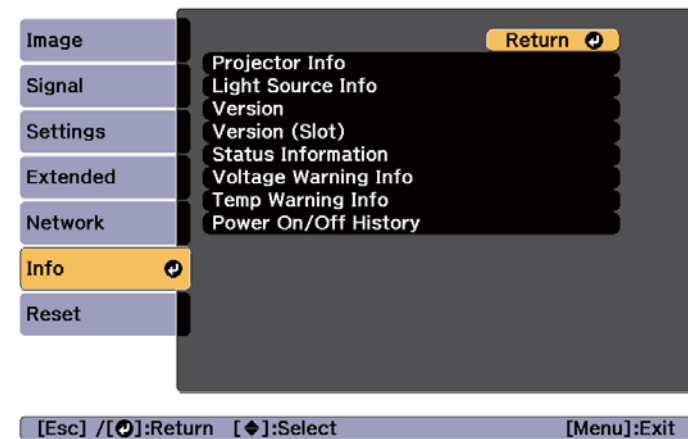 Image
Signal
Settings
Extended
Network
Info
Reset
Return
Projector Info
Light Source Info
Version
Version (Slot)
Status Information
Voltage Warning Info
Temp Warning Info
Power On/Off History
[Esc] /[⏎]:Return [◆]:Select [Menu]:Exit